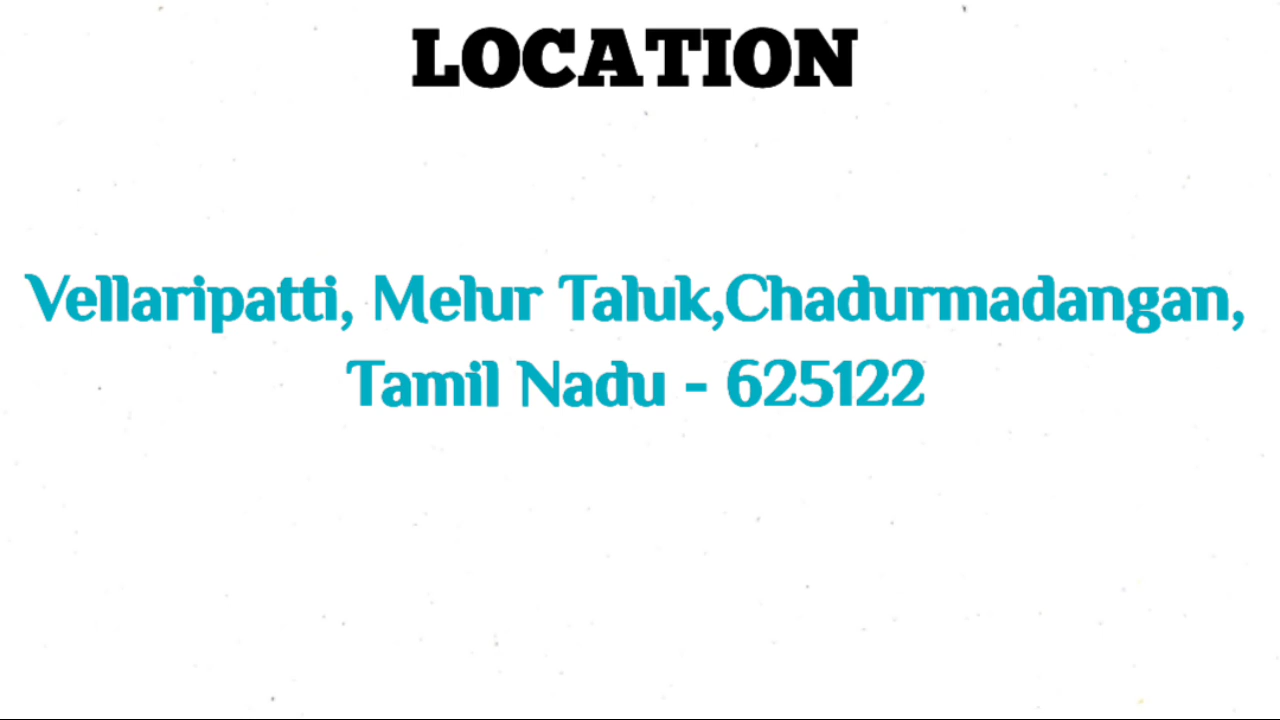 LOCATION
Vellaripatti, Melur Taluk,Chadurmadangan,
Tamil Nadu - 625122